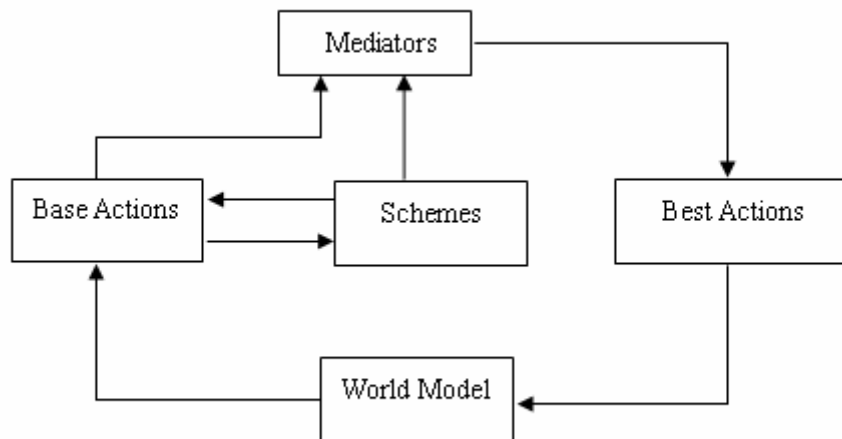 Mediators
Base Actions
Schemes
Best Actions
World Model